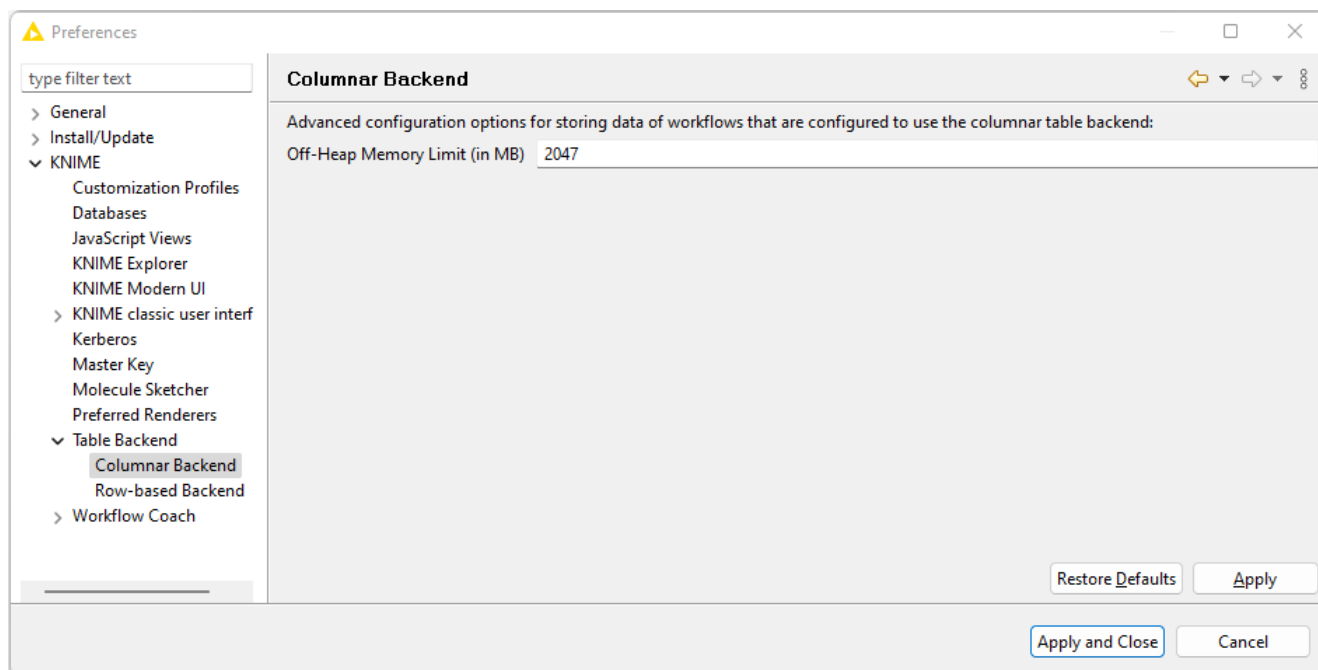 Preferences
type filter text
General
Install/Update
KNIME
Customization Profiles
Databases
JavaScript Views
KNIME Explorer
KNIME Modern UI
KNIME classic user interf
Kerberos
Master Key
Molecule Sketcher
Preferred Renderers
Table Backend
Columnar Backend
Row-based Backend
Workflow Coach
Columnar Backend
Advanced configuration options for storing data of workflows that are configured to use the columnar table backend:
Off-Heap Memory Limit (in MB) 2047
Restore Defaults Apply
Apply and Close Cancel